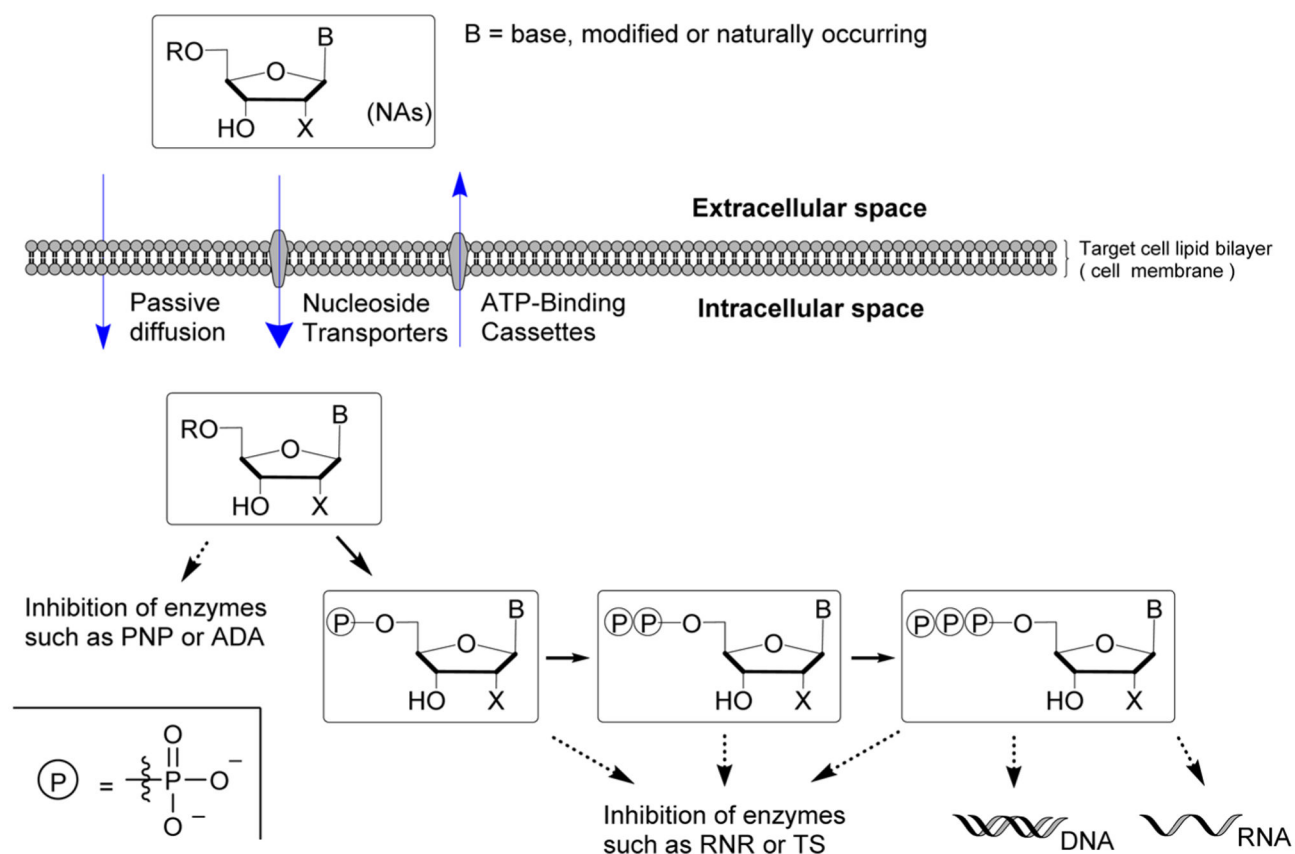 B = base, modified or naturally occurring
RO
B
O
(NAs)
HO
X
Extracellular space
Target cell lipid bilayer
( cell membrane )
Passive
diffusion
Nucleoside
Transporters
ATP-Binding
Cassettes
Intracellular space
RO
B
O
HO
X
Inhibition of enzymes
such as PNP or ADA
P O
B
O
HO
X
P P O
B
O
HO
X
P P P O
B
O
HO
X
P =
O
P O −
O −
Inhibition of enzymes
such as RNR or TS
DNA
RNA